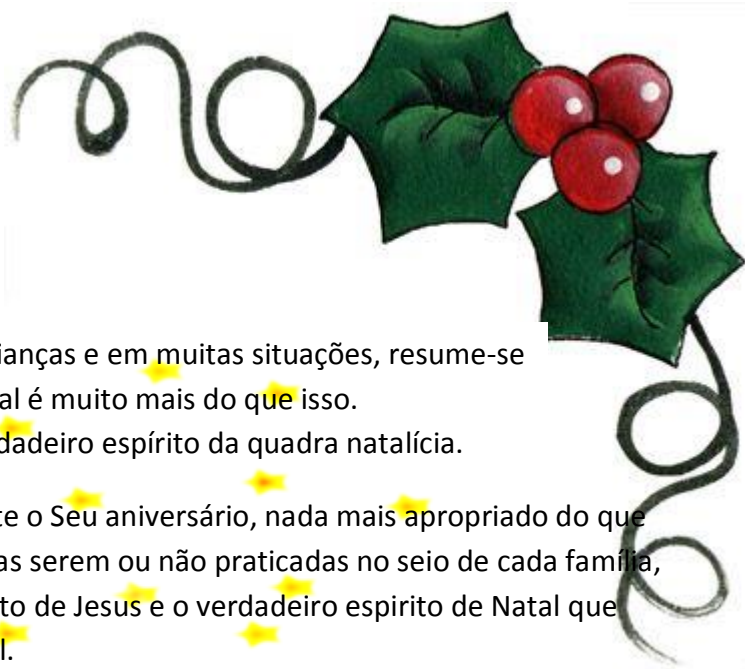 ianças e em muitas situações, resume-se
al é muito mais do que isso.
dadeiro espírito da quadra natalícia.
te o Seu aniversário, nada mais apropriado do que
as serem ou não praticadas no seio de cada família,
to de Jesus e o verdadeiro espirito de Natal que
l.